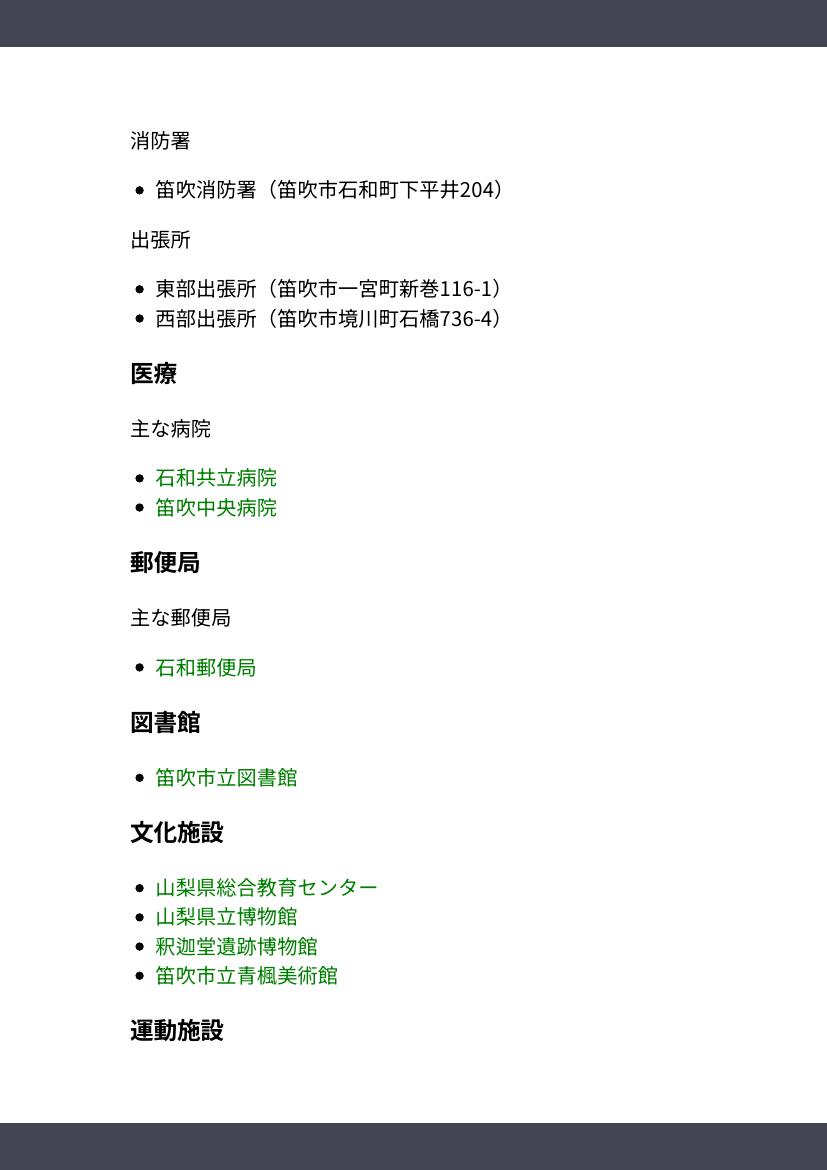 消防署
笛吹消防署（笛吹市石和町下平井204）
出張所
東部出張所（笛吹市一宮町新巻116-1）
西部出張所（笛吹市境川町石橋736-4）
医療
主な病院
石和共立病院
笛吹中央病院
郵便局
主な郵便局
石和郵便局
図書館
笛吹市立図書館
文化施設
山梨県総合教育センター
山梨県立博物館
釈迦堂遺跡博物館
笛吹市立青楓美術館
運動施設